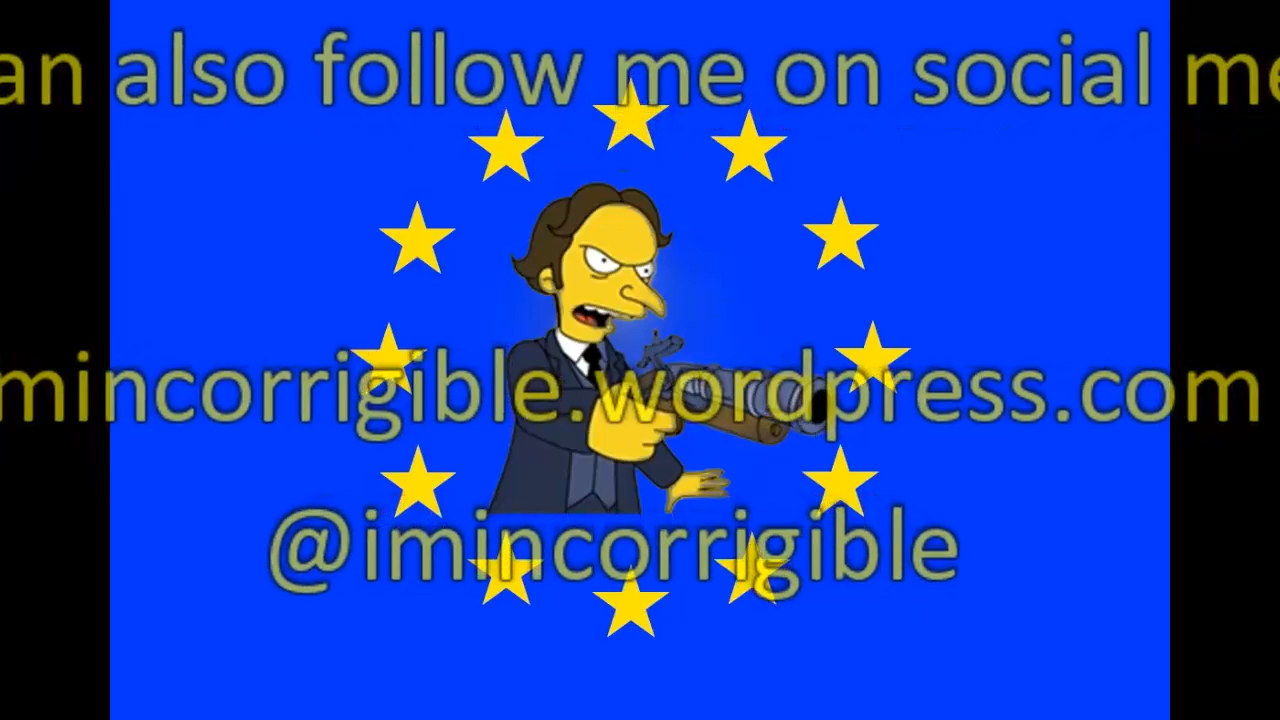 an also follow me on social me
mincorrigible.wordpress.com
@imincorrigible